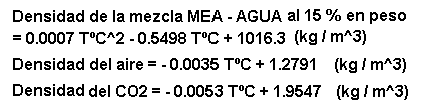 Densidad de la mezcla MEA - AGUA al 15 % en peso
= 0.0007 TºC^2 - 0.5498 TºC + 1016.3 (kg / m^3)
Densidad del aire = - 0.0035 TºC + 1.2791 (kg / m^3)
Densidad del CO2 = - 0.0053 TºC + 1.9547 (kg / m^3)